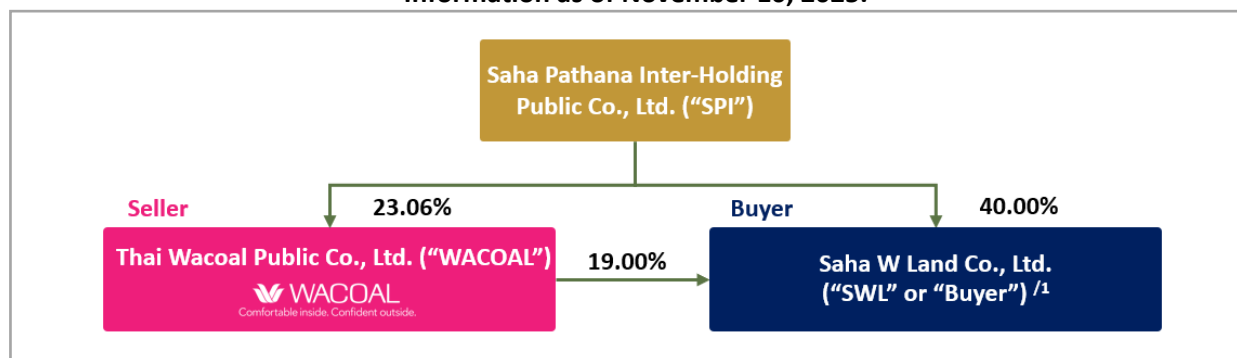 Saha Pathana Inter-Holding
Public Co., Ltd. (“SPI”)
Seller
23.06%
Buyer
40.00%
Thai Wacoal Public Co., Ltd. (“WACOAL”)
WACOAL
Comfortable inside. Confident outside.
19.00%
Saha W Land Co., Ltd.
(“SWL” or “Buyer”) /1